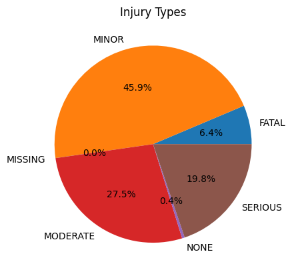 Injury Types
MINOR
45.9%
FATAL
6.4%
MISSING
0.0%
MODERATE
27.5%
NONE
0.4%
SERIOUS
19.8%